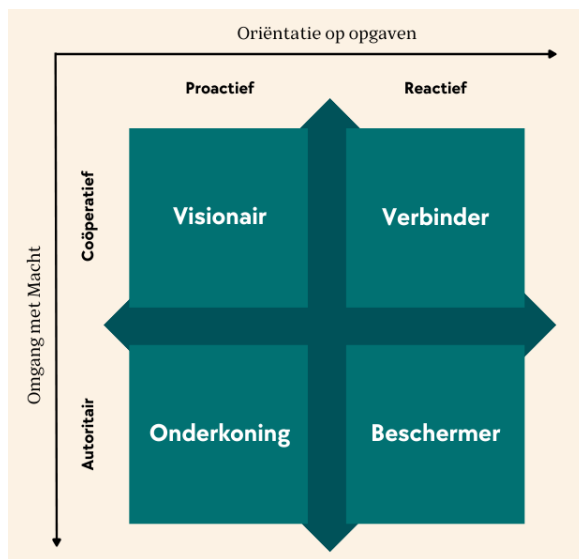 Oriëntatie op opgaven
Proactief
Reactief
Omgang met Macht
Coöperatief
Visionair
Verbinder
Autoritair
Onderkoning
Beschermer